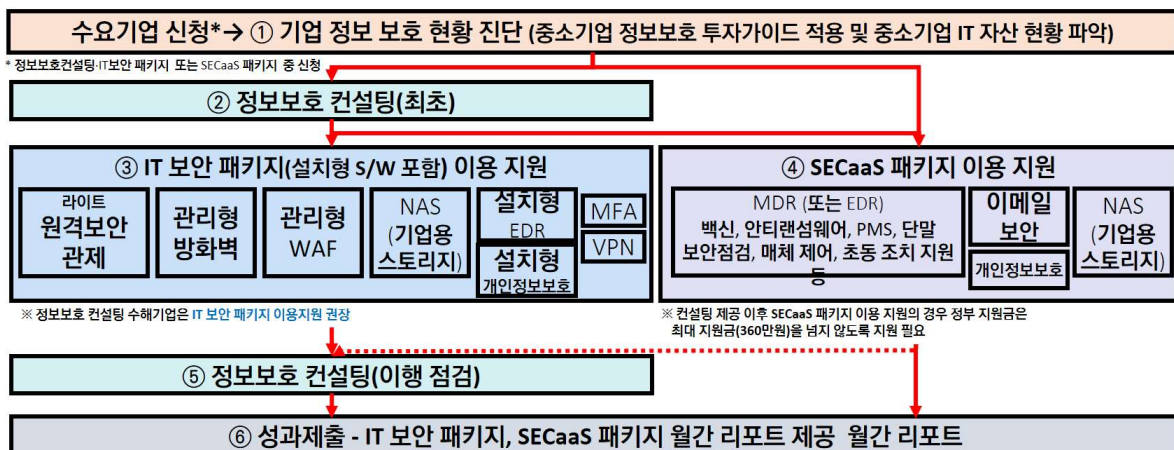 수요기업 신청*→ ① 기업 정보 보호 현황 진단 (중소기업 정보보호 투자가이드 적용 및 중소기업 IT 자산 현황 파악)
* 정보보호컨설팅·IT보안 패키지 또는 SECaaS 패키지 중 신청
② 정보보호 컨설팅(최초)
③ IT 보안 패키지(설치형 S/W 포함) 이용 지원
라이트
원격보안
관제
관리형
방화벽
관리형
WAF
NAS
(기업용
스토리지)
설치형
EDR
설치형
개인정보보호
MFA
VPN
※ 정보보호 컨설팅 수해기업은 IT 보안 패키지 이용지원 권장
④ SECaaS 패키지 이용 지원
MDR (또는 EDR)
백신, 안티랜섬웨어, PMS, 단말
보안점검, 매체 제어, 초동 조치 지원
등
이메일
보안
개인정보보호
NAS
(기업용
스토리지)
※ 컨설팅 제공 이후 SECaaS 패키지 이용 지원의 경우 정부 지원금은
최대 지원금(360만원)을 넘지 않도록 지원 필요
⑤ 정보보호 컨설팅(이행 점검)
⑥ 성과제출 - IT 보안 패키지, SECaaS 패키지 월간 리포트 제공 월간 리포트